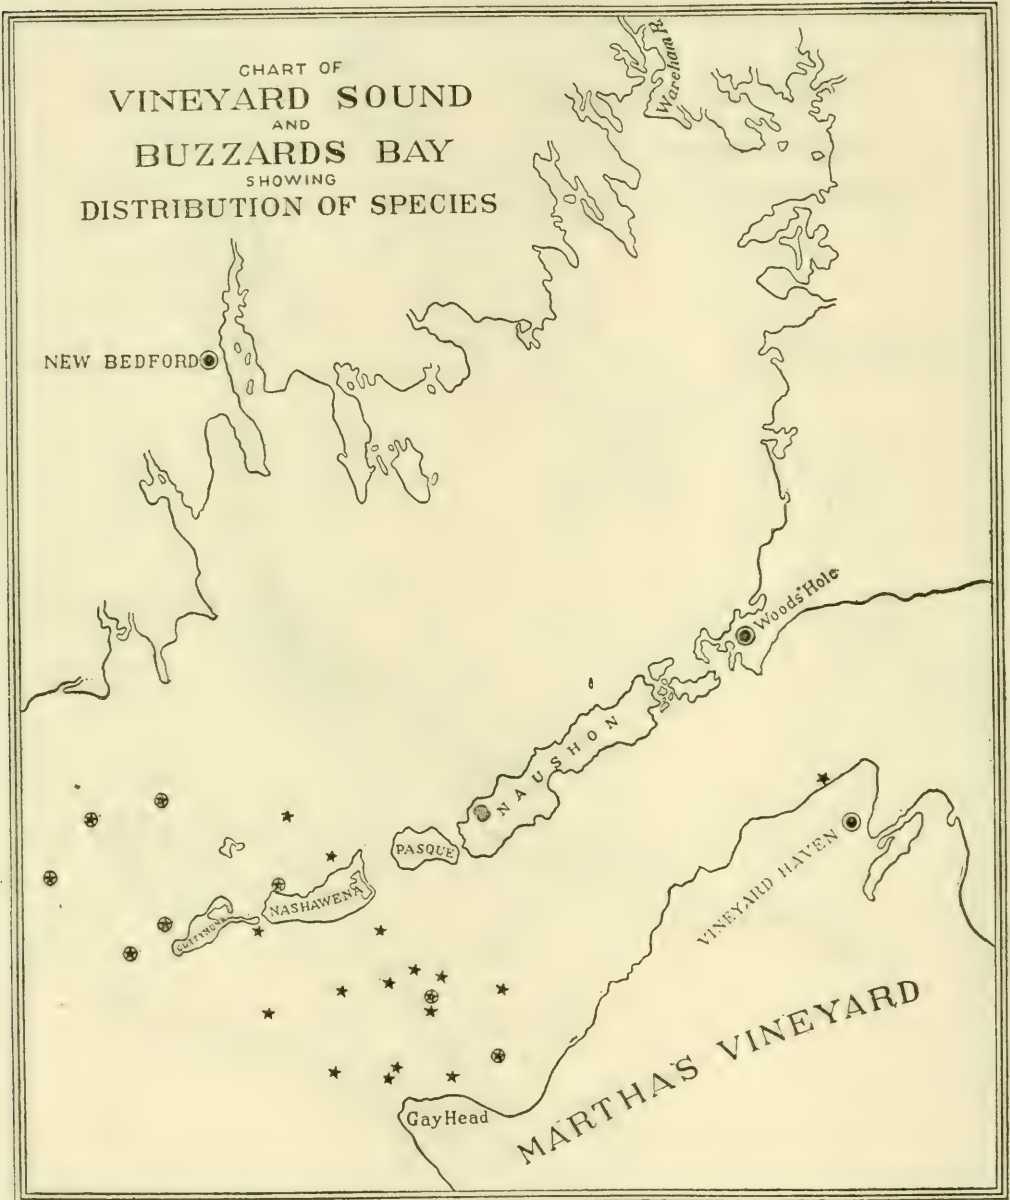 CHART OF
VINEYARD SOUND
AND
BUZZARDS BAY
SHOWING
DISTRIBUTION OF SPECIES
Wareham R.
NEW BEDFORD
Woods Hole
NAUSHON
PASQUE
NASHAWENA
CUTTYHUNK
VINEYARD HAVEN
MARTHA'S VINEYARD
Gay Head